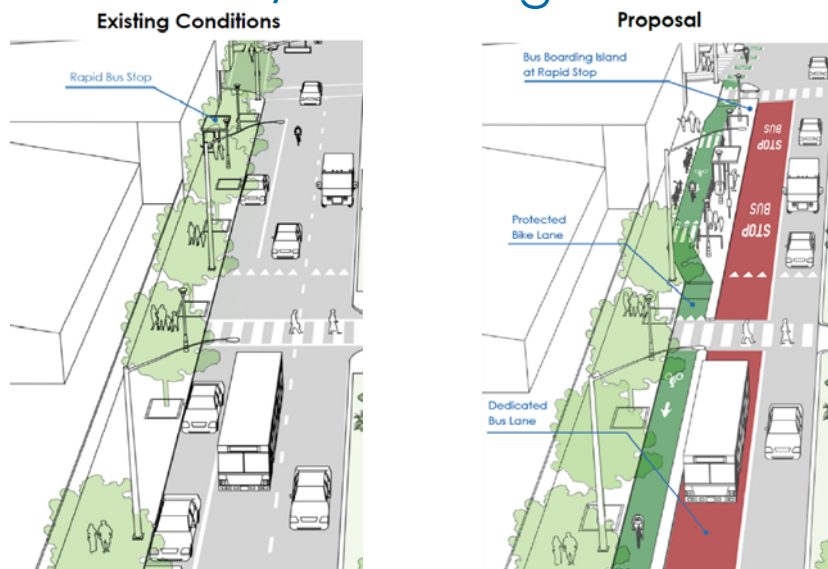 Existing Conditions
Proposal
Rapid Bus Stop
Bus Boarding Island
at Rapid Stop
STOP
BUS
STOP
BUS
Protected
Bike Lane
Dedicated
Bus Lane